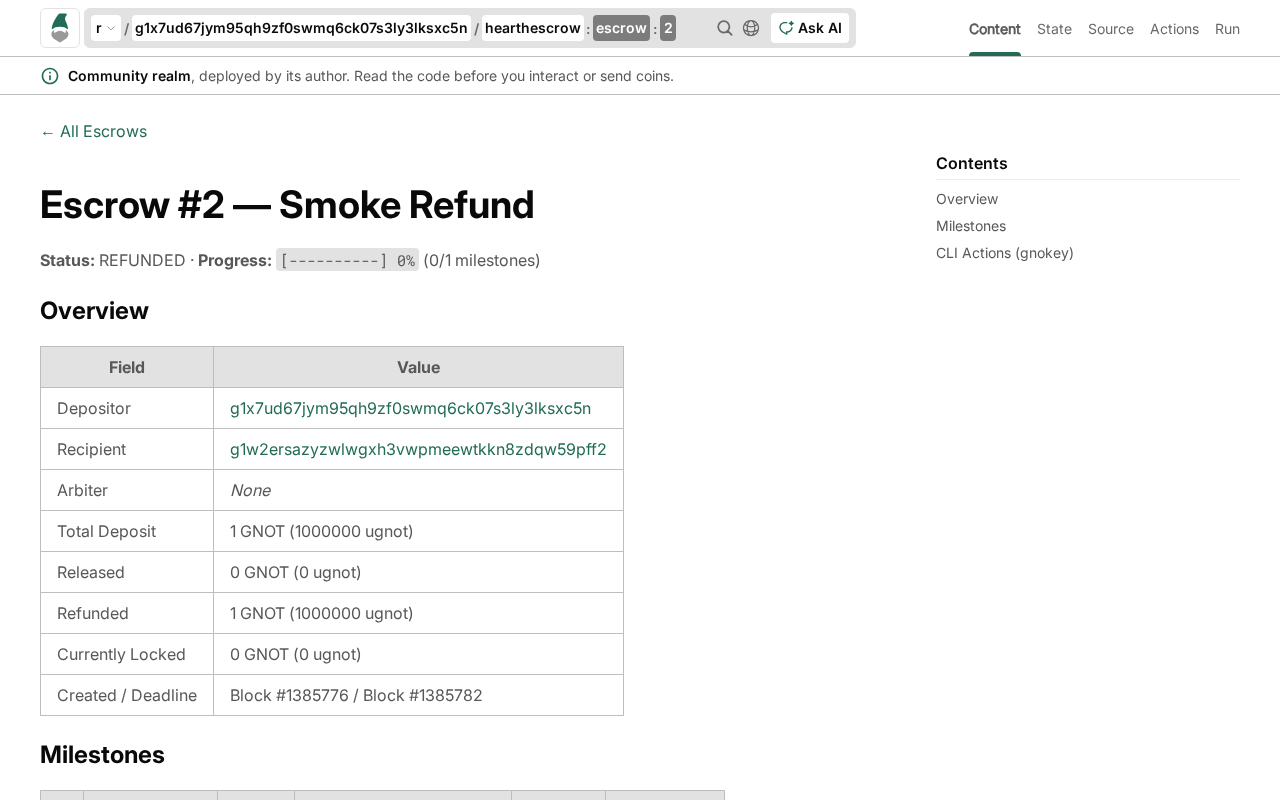 r / g1x7ud67jym95qh9zf0swmq6ck07s3ly3lksxc5n / hearthescrow : escrow : 2 Ask AI Content State Source Actions Run
Community realm, deployed by its author. Read the code before you interact or send coins.
← All Escrows
Contents
Overview
Milestones
CLI Actions (gnokey)
Escrow #2 — Smoke Refund
Status: REFUNDED · Progress: [----------] 0% (0/1 milestones)
Overview
Field Value
Depositor g1x7ud67jym95qh9zf0swmq6ck07s3ly3lksxc5n
Recipient g1w2ersazyzwlwgxh3vwpmeewtkkn8zdqw59pff2
Arbiter None
Total Deposit 1 GNOT (1000000 ugnot)
Released 0 GNOT (0 ugnot)
Refunded 1 GNOT (1000000 ugnot)
Currently Locked 0 GNOT (0 ugnot)
Created / Deadline Block #1385776 / Block #1385782
Milestones